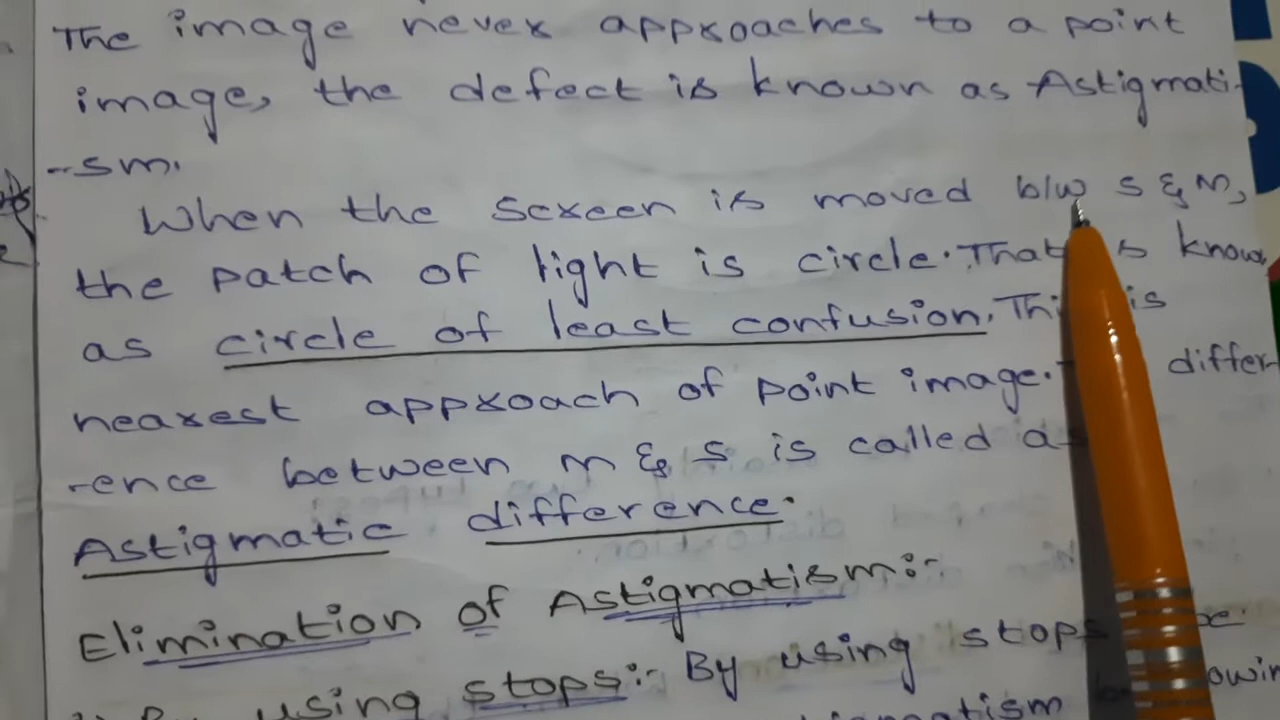 The image never approaches to a point
image, the defect is known as Astigmati-
-sm.
When the screen is moved b/w S & M,
the patch of light is circle. That is know
as circle of least confusion. This is
nearest approach of point image. differ-
-ence between M & S is called as
Astigmatic difference.
Elimination of Astigmatism:-
using stops:- By using stops be